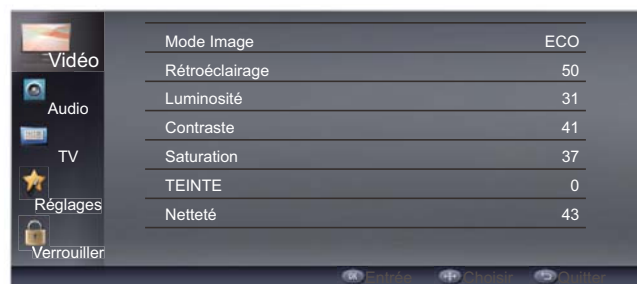 Vidéo
Audio
TV
Réglages
Verrouiller
Mode Image ECO
Rétroéclairage 50
Luminosité 31
Contraste 41
Saturation 37
TEINTE 0
Netteté 43
OK Entrée Choisir Quitter